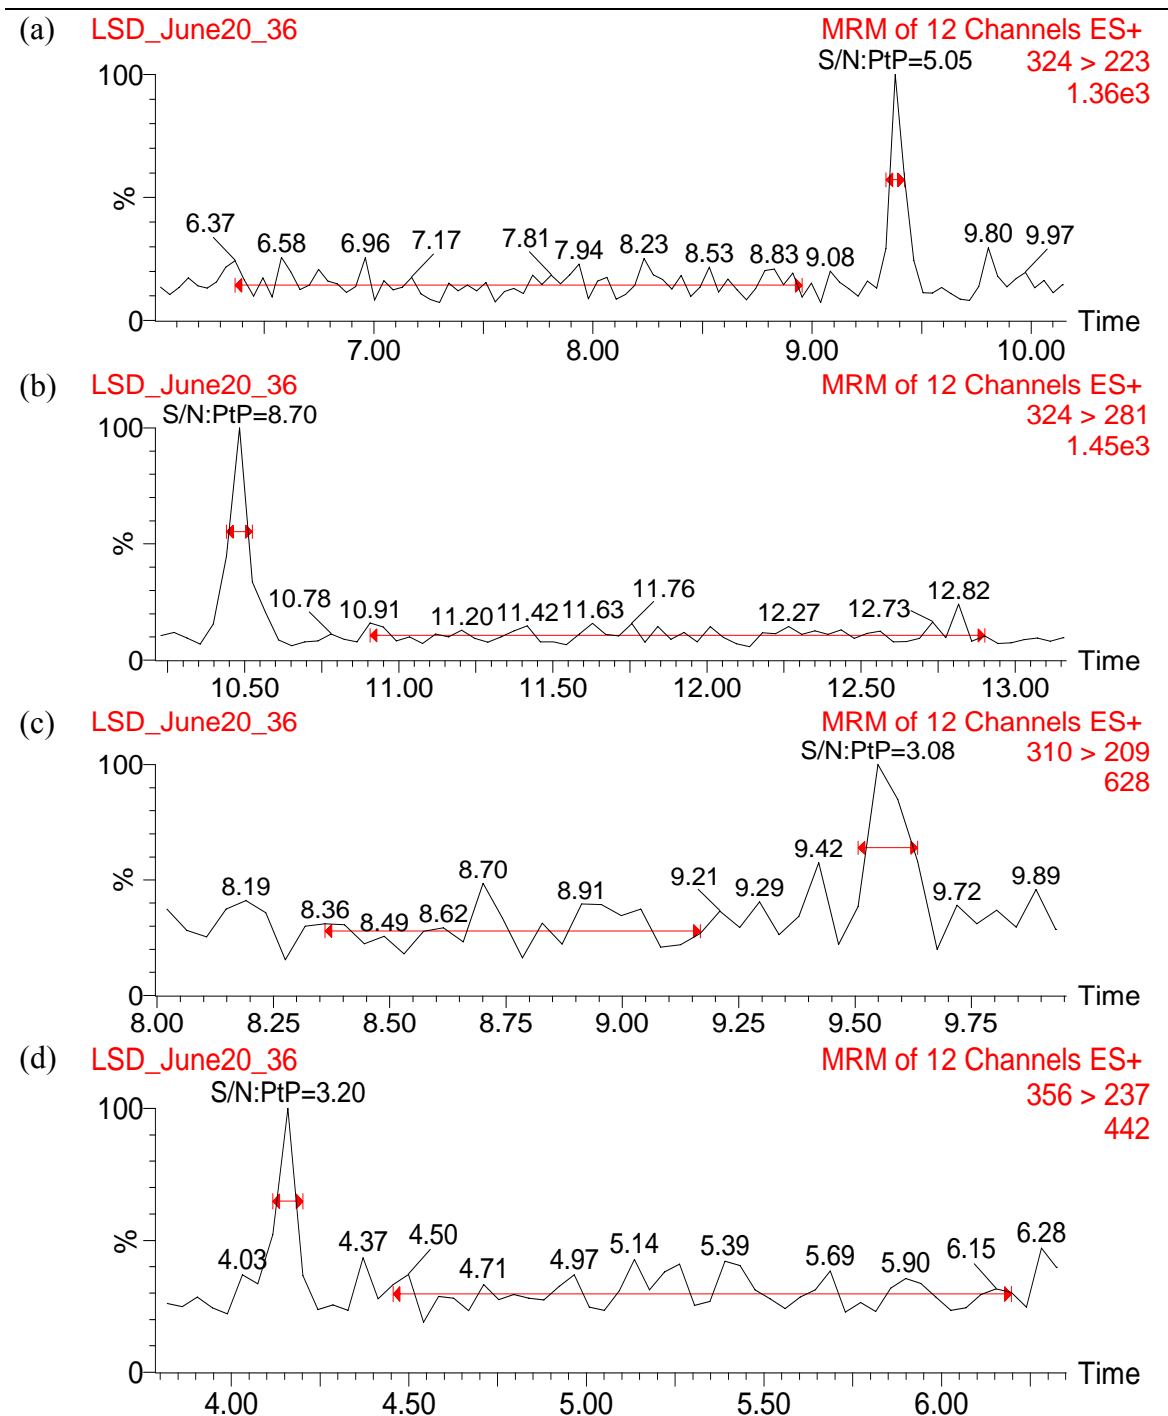 (a) LSD_June20_36 MRM of 12 Channels ES+
S/N:PtP=5.05 324 > 223
1.36e3
100
%
0
6.37 6.58 6.96 7.17 7.81 7.94 8.23 8.53 8.83 9.08 9.80 9.97
Time
7.00 8.00 9.00 10.00
(b) LSD_June20_36 MRM of 12 Channels ES+
S/N:PtP=8.70 324 > 281
1.45e3
100
%
0
10.78 10.91 11.20 11.42 11.63 11.76 12.27 12.73 12.82
Time
10.50 11.00 11.50 12.00 12.50 13.00
(c) LSD_June20_36 MRM of 12 Channels ES+
S/N:PtP=3.08 310 > 209
628
100
%
0
8.19 8.36 8.49 8.62 8.70 8.91 9.21 9.29 9.42 9.72 9.89
Time
8.00 8.25 8.50 8.75 9.00 9.25 9.50 9.75
(d) LSD_June20_36 MRM of 12 Channels ES+
S/N:PtP=3.20 356 > 237
442
100
%
0
4.03 4.37 4.50 4.71 4.97 5.14 5.39 5.69 5.90 6.15 6.28
Time
4.00 4.50 5.00 5.50 6.00